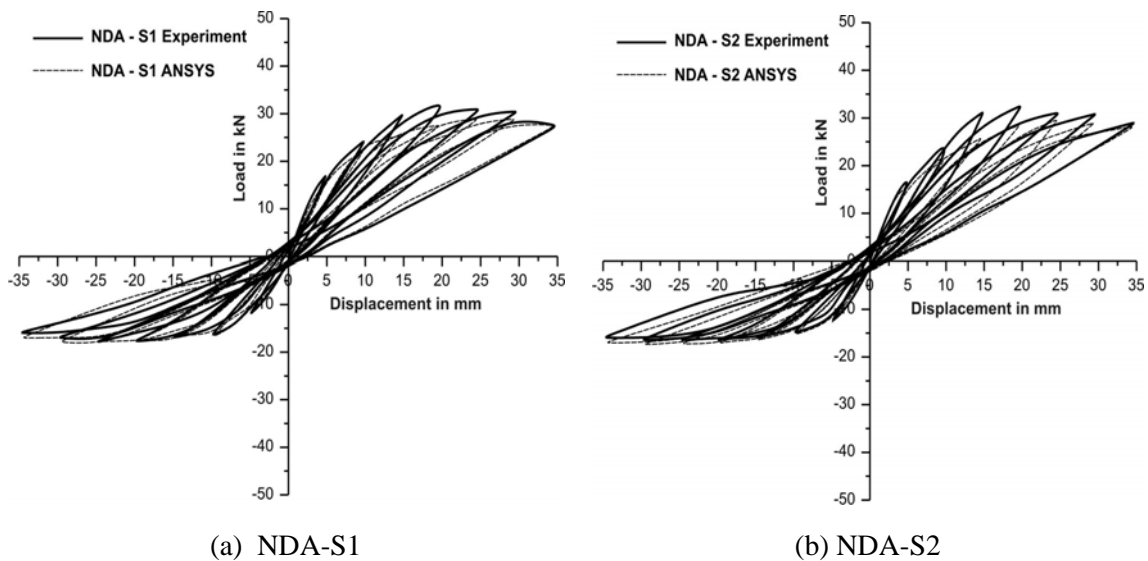 NDA - S1 Experiment
NDA - S1 ANSYS
50
40
30
20
10
0
-10
-20
-30
-40
-50
Load in kN
-35 -30 -25 -20 -15 -10 -5 0 5 10 15 20 25 30 35
Displacement in mm
(a) NDA-S1
NDA - S2 Experiment
NDA - S2 ANSYS
50
40
30
20
10
0
-10
-20
-30
-40
-50
Load in kN
-35 -30 -25 -20 -15 -10 -5 0 5 10 15 20 25 30 35
Displacement in mm
(b) NDA-S2